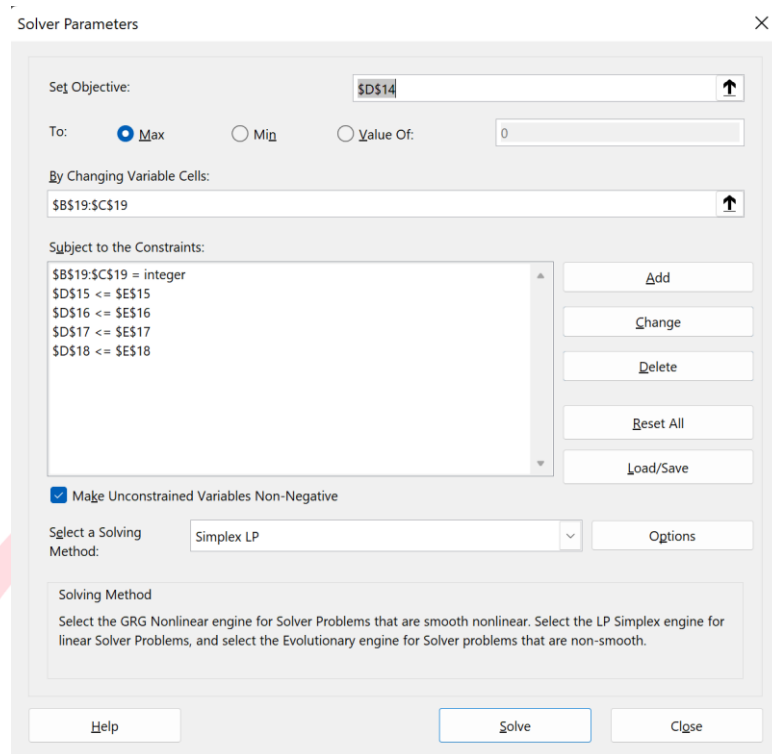 Solver Parameters
Set Objective: $D$14
To: Max Min Value Of: 0
By Changing Variable Cells:
$B$19:$C$19
Subject to the Constraints:
$B$19:$C$19 = integer
$D$15 <= $E$15
$D$16 <= $E$16
$D$17 <= $E$17
$D$18 <= $E$18
Add
Change
Delete
Reset All
Load/Save
Make Unconstrained Variables Non-Negative
Select a Solving
Method:
Simplex LP
Options
Solving Method
Select the GRG Nonlinear engine for Solver Problems that are smooth nonlinear. Select the LP Simplex engine for
linear Solver Problems, and select the Evolutionary engine for Solver problems that are non-smooth.
Help Solve Close